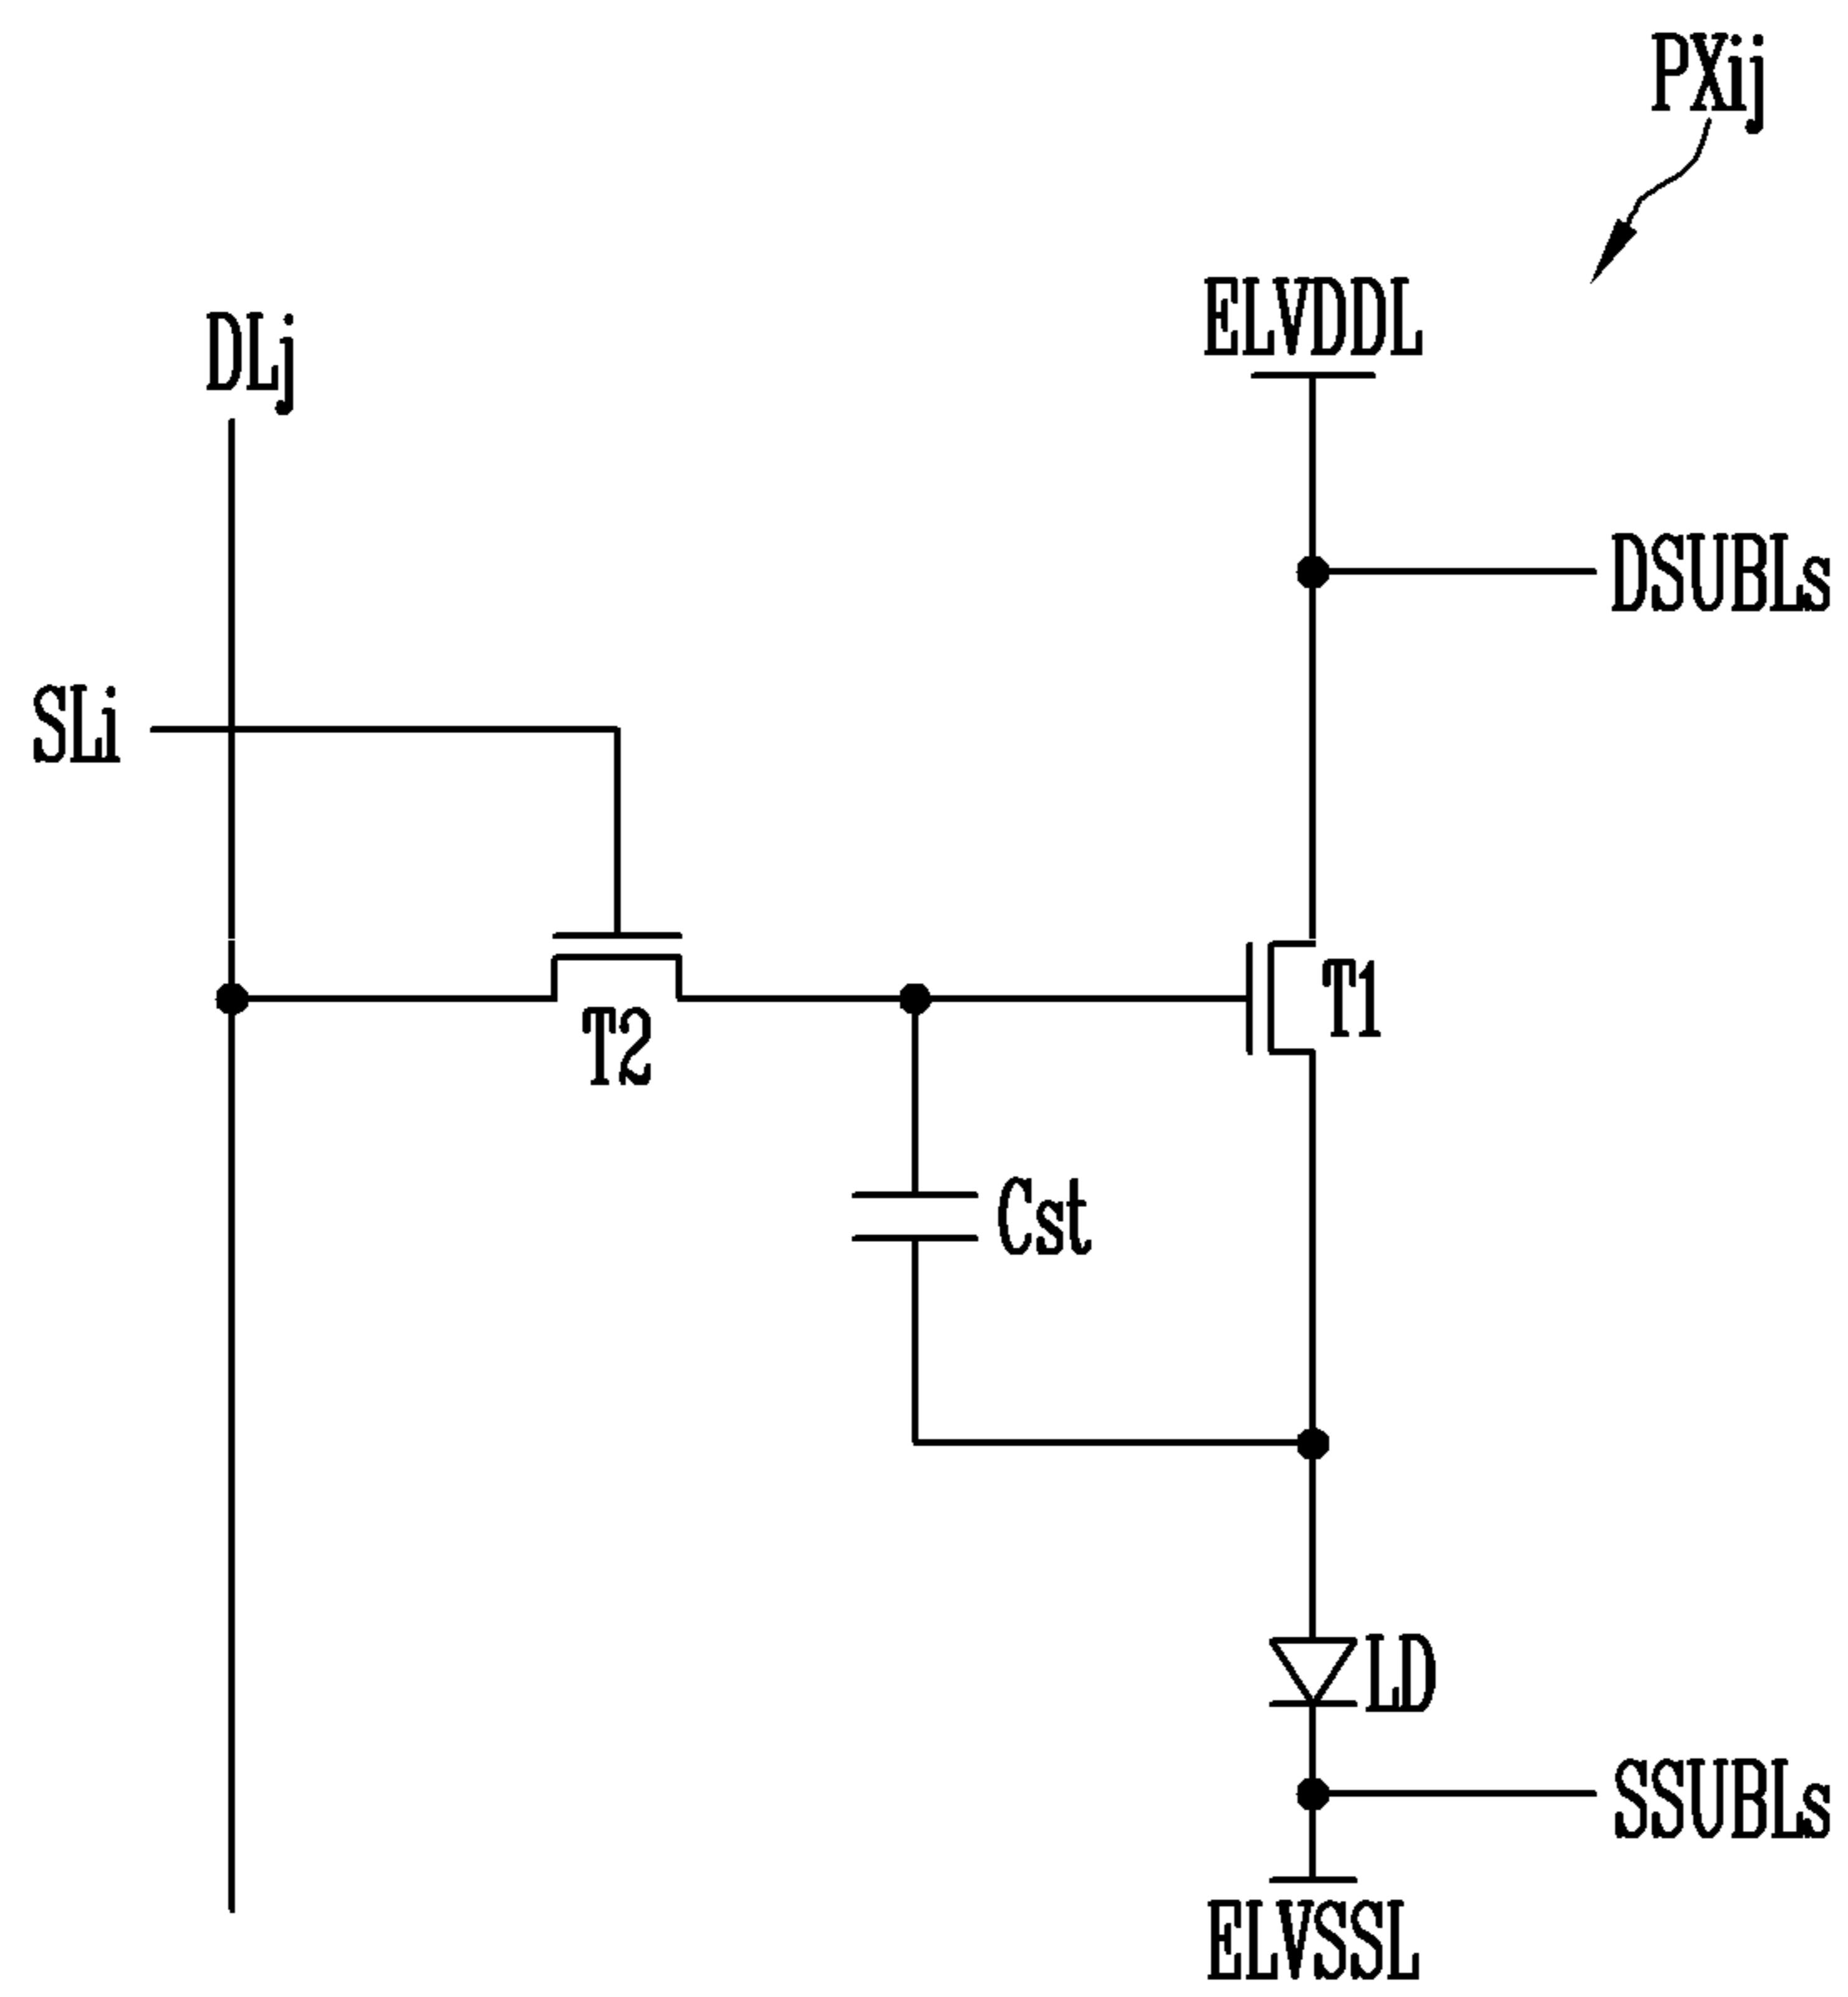 PXij
ELVDDL
DLj
DSUBLs
SLi
T1
T2
Cst
LD
SSUBLs
ELVSSL